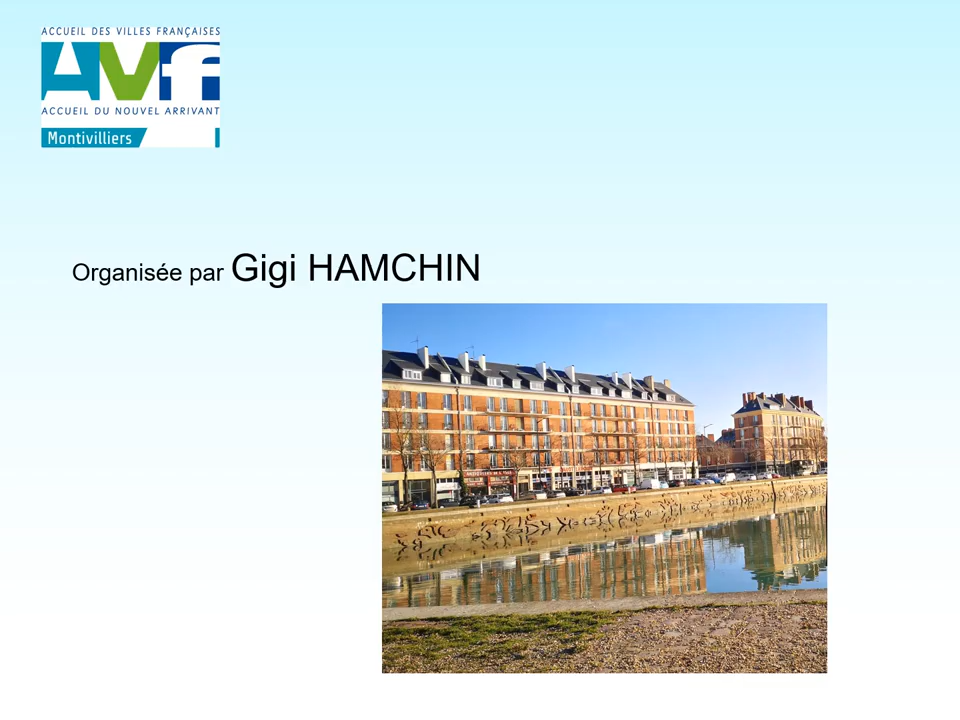 ACCUEIL DES VILLES FRANÇAISES
AVf
ACCUEIL DU NOUVEL ARRIVANT
Montivilliers
Organisée par Gigi HAMCHIN